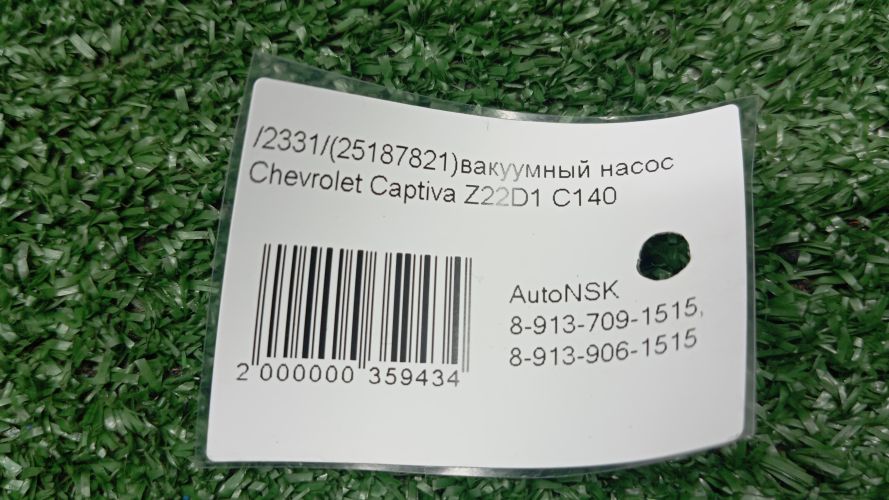 /2331/(25187821)вакуумный насос
Chevrolet Captiva Z22D1 C140
AutoNSK
8-913-709-1515,
8-913-906-1515
2 000000 359434